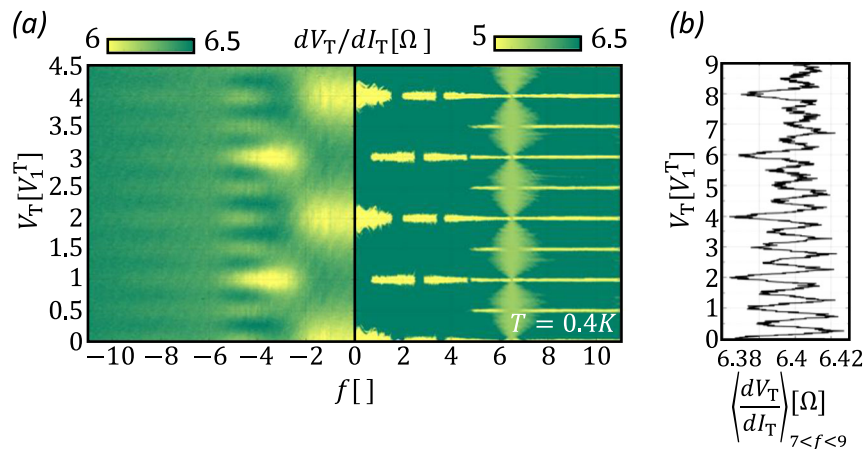 (a)
6 6.5 dV_T/dI_T[Ω] 5 6.5
(b)
V_T[V_1^T]
4.5
4
3.5
3
2.5
2
1.5
1
0.5
0
T = 0.4K
−10 −8 −6 −4 −2 0 2 4 6 8 10
f[]
V_T[V_1^T]
9
8
7
6
5
4
3
2
1
0
6.38 6.4 6.42
⟨dV_T/dI_T⟩_{7<f<9} [Ω]